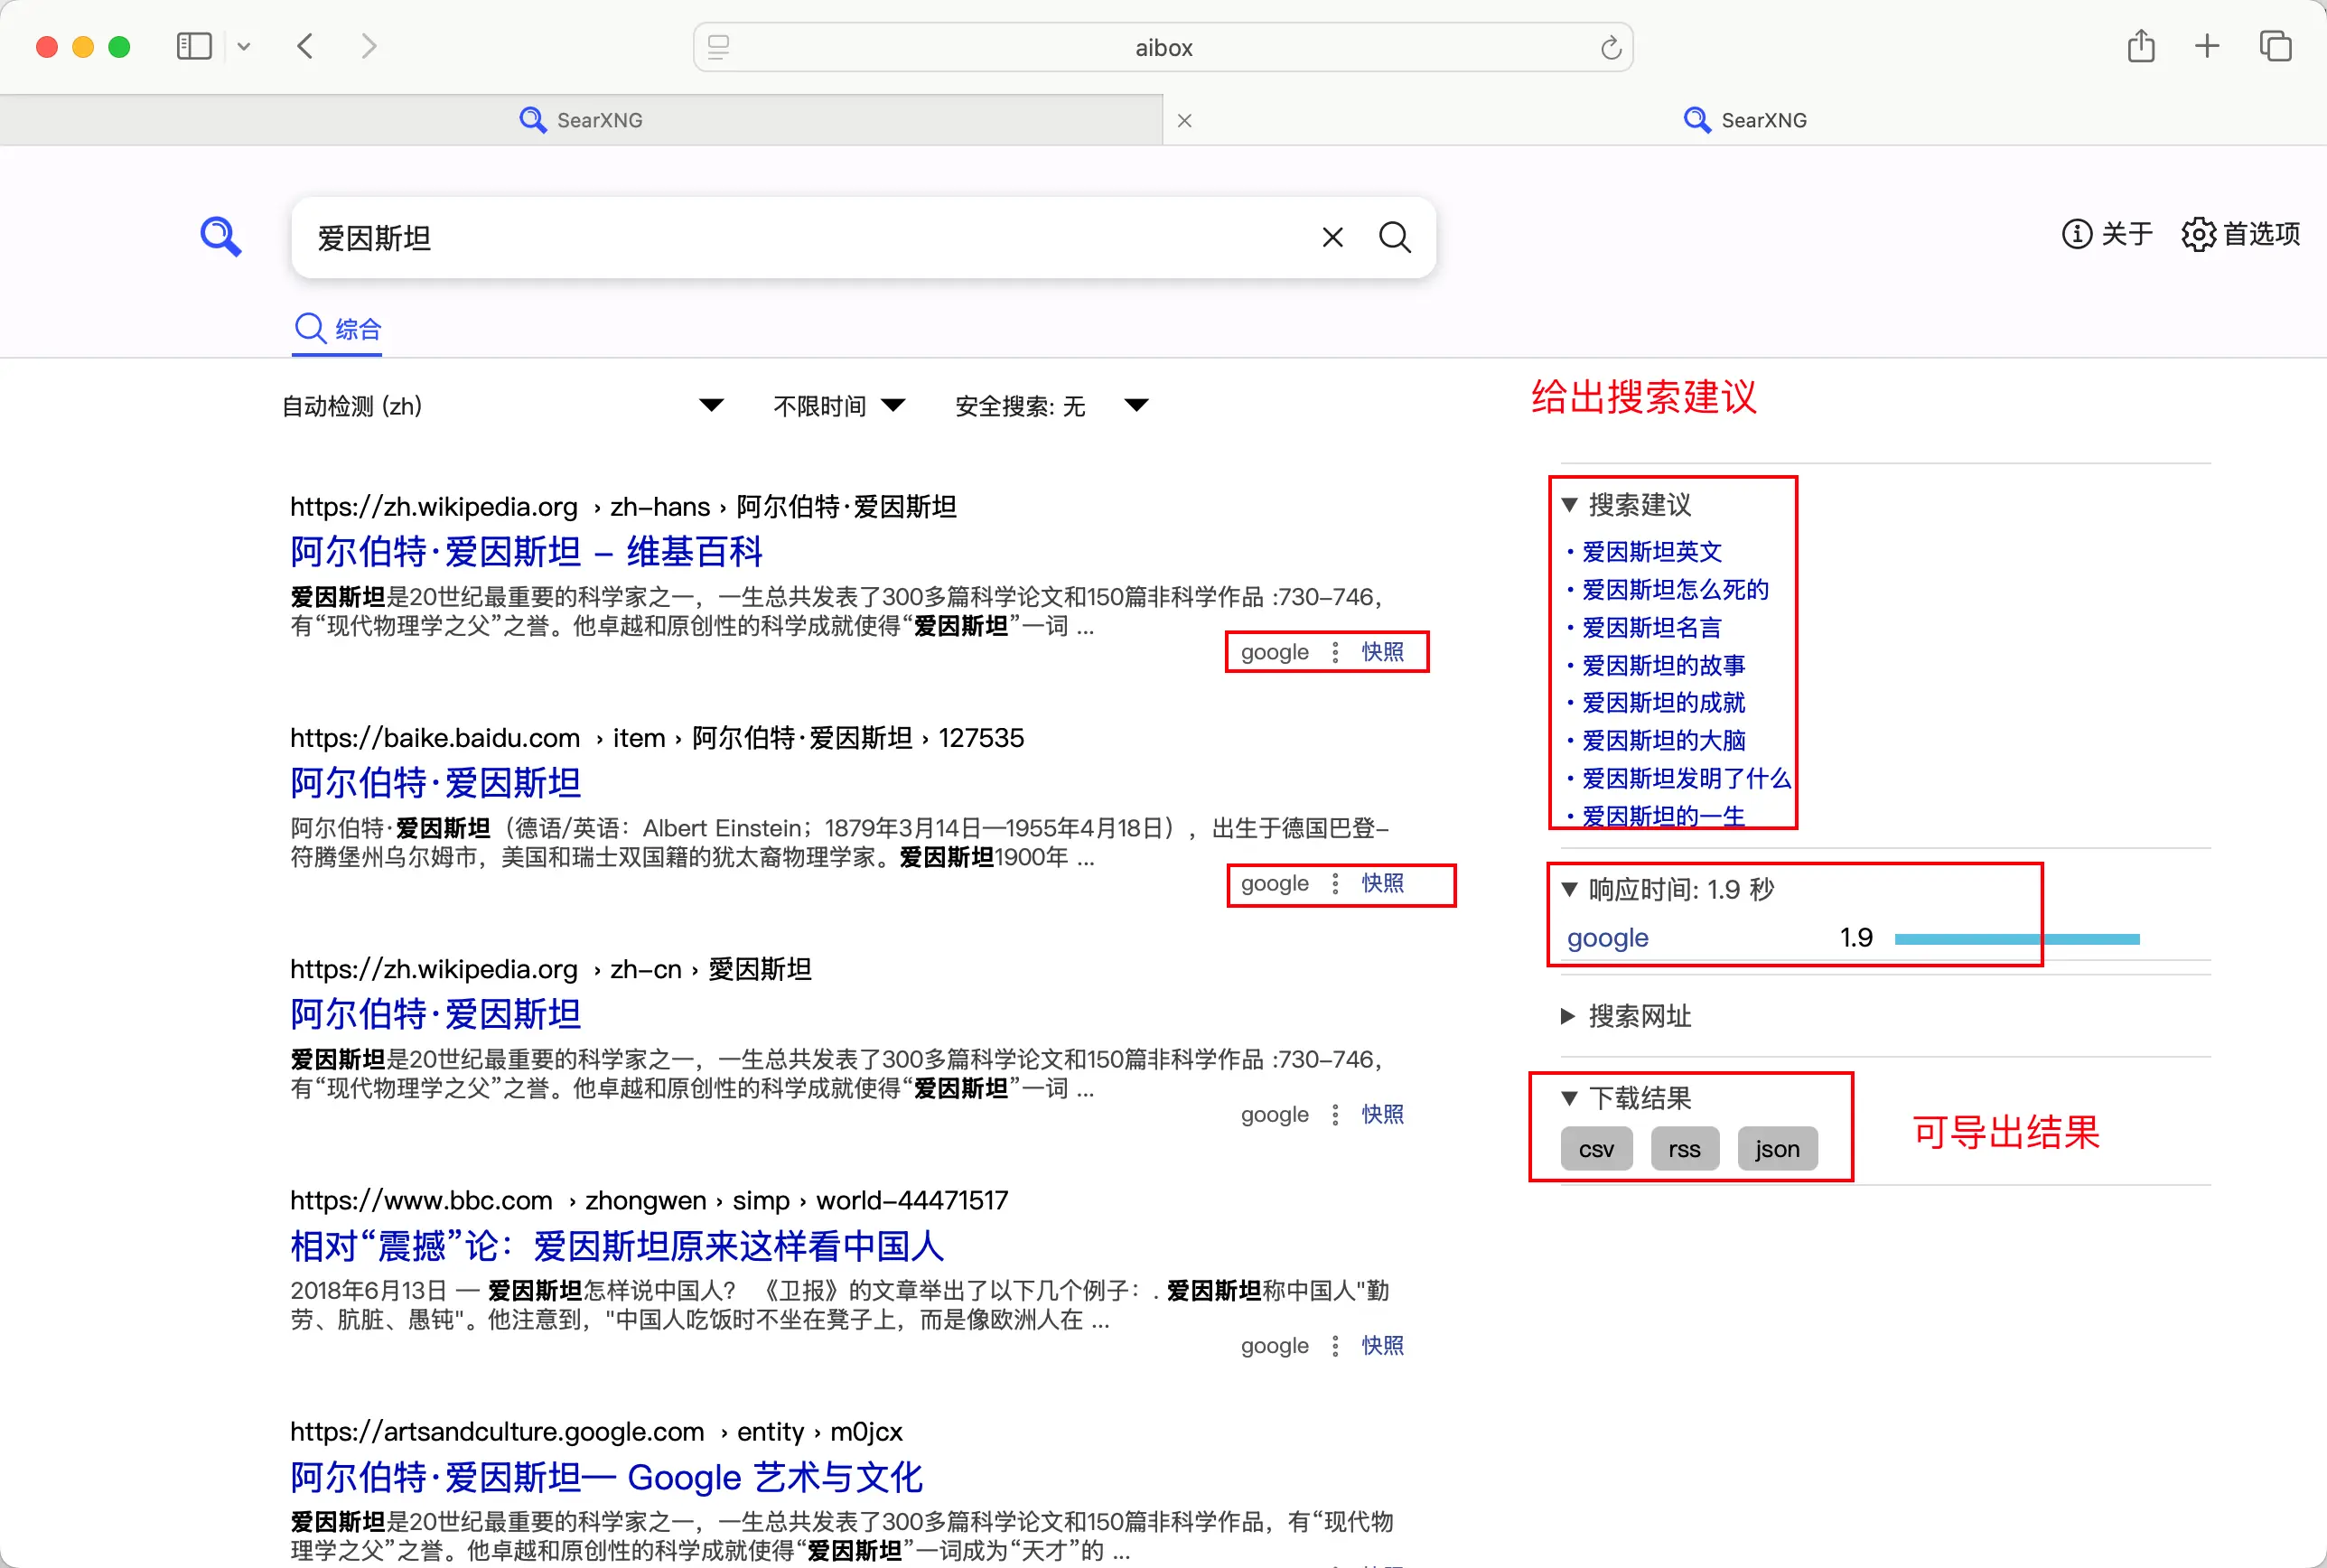 aibox
SearXNG
SearXNG
爱因斯坦
关于
首选项
综合
自动检测 (zh)
不限时间
安全搜索: 无
https://zh.wikipedia.org › zh-hans › 阿尔伯特·爱因斯坦
阿尔伯特·爱因斯坦 - 维基百科
爱因斯坦是20世纪最重要的科学家之一，一生总共发表了300多篇科学论文和150篇非科学作品 :730-746，
有“现代物理学之父”之誉。他卓越和原创性的科学成就使得“爱因斯坦”一词 ...
google ⋮ 快照
https://baike.baidu.com › item › 阿尔伯特·爱因斯坦 › 127535
阿尔伯特·爱因斯坦
阿尔伯特·爱因斯坦（德语/英语：Albert Einstein；1879年3月14日—1955年4月18日），出生于德国巴登-
符腾堡州乌尔姆市，美国和瑞士双国籍的犹太裔物理学家。爱因斯坦1900年 ...
google ⋮ 快照
https://zh.wikipedia.org › zh-cn › 愛因斯坦
阿尔伯特·爱因斯坦
爱因斯坦是20世纪最重要的科学家之一，一生总共发表了300多篇科学论文和150篇非科学作品 :730-746，
有“现代物理学之父”之誉。他卓越和原创性的科学成就使得“爱因斯坦”一词 ...
google ⋮ 快照
https://www.bbc.com › zhongwen › simp › world-44471517
相对“震撼”论：爱因斯坦原来这样看中国人
2018年6月13日 — 爱因斯坦怎样说中国人？ 《卫报》的文章举出了以下几个例子：. 爱因斯坦称中国人"勤
劳、肮脏、愚钝"。他注意到，"中国人吃饭时不坐在凳子上，而是像欧洲人在 ...
google ⋮ 快照
https://artsandculture.google.com › entity › m0jcx
阿尔伯特·爱因斯坦— Google 艺术与文化
爱因斯坦是20世纪最重要的科学家之一，一生总共发表了300多篇科学论文和150篇非科学作品，有“现代物
理学之父”之誉。他卓越和原创性的科学成就使得“爱因斯坦”一词成为“天才”的 ...
给出搜索建议
▼ 搜索建议
• 爱因斯坦英文
• 爱因斯坦怎么死的
• 爱因斯坦名言
• 爱因斯坦的故事
• 爱因斯坦的成就
• 爱因斯坦的大脑
• 爱因斯坦发明了什么
• 爱因斯坦的一生
▼ 响应时间: 1.9 秒
google 1.9
▶ 搜索网址
▼ 下载结果
csv rss json
可导出结果